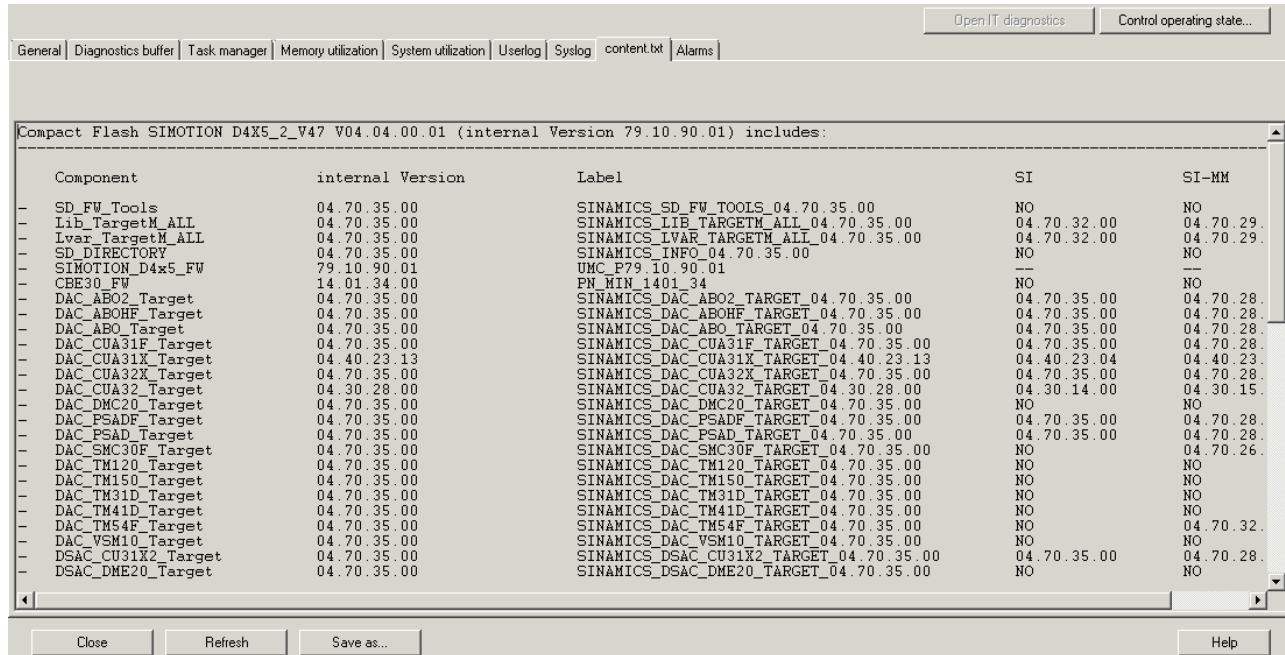 Open IT diagnostics Control operating state...
General Diagnostics buffer Task manager Memory utilization System utilization Userlog Syslog content.txt Alarms
Compact Flash SIMOTION D4X5_2_V47 V04.04.00.01 (internal Version 79.10.90.01) includes:
Component internal Version Label SI SI-MM
- SD_FW_Tools 04.70.35.00 SINAMICS_SD_FW_TOOLS_04.70.35.00 NO NO
- Lib_TargetM_ALL 04.70.35.00 SINAMICS_LIB_TARGETM_ALL_04.70.35.00 04.70.32.00 04.70.29.
- Lvar_TargetM_ALL 04.70.35.00 SINAMICS_LVAR_TARGETM_ALL_04.70.35.00 04.70.32.00 04.70.29.
- SD_DIRECTORY 04.70.35.00 SINAMICS_INFO_04.70.35.00 NO NO
- SIMOTION_D4x5_FW 79.10.90.01 UMC_P79.10.90.01 -- --
- CBE30_FW 14.01.34.00 PN_MIN_1401_34 NO NO
- DAC_ABO2_Target 04.70.35.00 SINAMICS_DAC_ABO2_TARGET_04.70.35.00 04.70.35.00 04.70.28.
- DAC_ABOHF_Target 04.70.35.00 SINAMICS_DAC_ABOHF_TARGET_04.70.35.00 04.70.35.00 04.70.28.
- DAC_ABO_Target 04.70.35.00 SINAMICS_DAC_ABO_TARGET_04.70.35.00 04.70.35.00 04.70.28.
- DAC_CUA31F_Target 04.70.35.00 SINAMICS_DAC_CUA31F_TARGET_04.70.35.00 04.70.35.00 04.70.28.
- DAC_CUA31X_Target 04.40.23.13 SINAMICS_DAC_CUA31X_TARGET_04.40.23.13 04.40.23.04 04.40.23.
- DAC_CUA32X_Target 04.70.35.00 SINAMICS_DAC_CUA32X_TARGET_04.70.35.00 04.70.35.00 04.70.28.
- DAC_CUA32_Target 04.30.28.00 SINAMICS_DAC_CUA32_TARGET_04.30.28.00 04.30.14.00 04.30.15.
- DAC_DMC20_Target 04.70.35.00 SINAMICS_DAC_DMC20_TARGET_04.70.35.00 NO NO
- DAC_PSADF_Target 04.70.35.00 SINAMICS_DAC_PSADF_TARGET_04.70.35.00 04.70.35.00 04.70.28.
- DAC_PSAD_Target 04.70.35.00 SINAMICS_DAC_PSAD_TARGET_04.70.35.00 04.70.35.00 04.70.28.
- DAC_SMC30F_Target 04.70.35.00 SINAMICS_DAC_SMC30F_TARGET_04.70.35.00 NO 04.70.26.
- DAC_TM120_Target 04.70.35.00 SINAMICS_DAC_TM120_TARGET_04.70.35.00 NO NO
- DAC_TM150_Target 04.70.35.00 SINAMICS_DAC_TM150_TARGET_04.70.35.00 NO NO
- DAC_TM31D_Target 04.70.35.00 SINAMICS_DAC_TM31D_TARGET_04.70.35.00 NO NO
- DAC_TM41D_Target 04.70.35.00 SINAMICS_DAC_TM41D_TARGET_04.70.35.00 NO NO
- DAC_TM54F_Target 04.70.35.00 SINAMICS_DAC_TM54F_TARGET_04.70.35.00 NO 04.70.32.
- DAC_VSM10_Target 04.70.35.00 SINAMICS_DAC_VSM10_TARGET_04.70.35.00 NO NO
- DSAC_CU31X2_Target 04.70.35.00 SINAMICS_DSAC_CU31X2_TARGET_04.70.35.00 04.70.35.00 04.70.28.
- DSAC_DME20_Target 04.70.35.00 SINAMICS_DSAC_DME20_TARGET_04.70.35.00 NO NO
Close Refresh Save as... Help